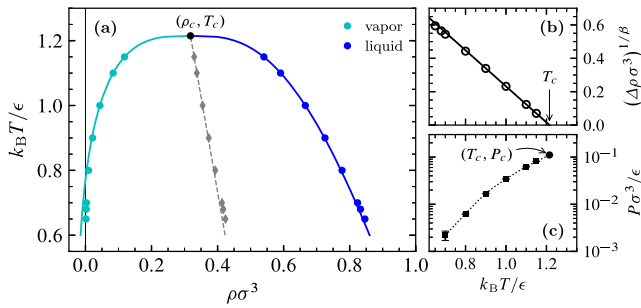 (a)
(ρc, Tc)
vapor
liquid
1.2
1.0
0.8
0.6
kBT/ϵ
0.0 0.2 0.4 0.6 0.8 1.0
ρσ³
(b)
Tc
0.6
0.4
0.2
0.0
(Δρσ³)^1/β
(Tc, Pc)
(c)
10⁻¹
10⁻²
10⁻³
Pσ³/ϵ
0.8 1.0 1.2
kBT/ϵ